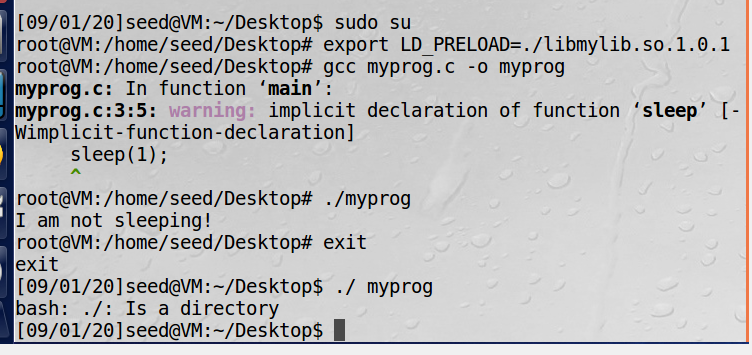 [09/01/20]seed@VM:~/Desktop$ sudo su
root@VM:/home/seed/Desktop# export LD_PRELOAD=./libmylib.so.1.0.1
root@VM:/home/seed/Desktop# gcc myprog.c -o myprog
myprog.c: In function ‘main’:
myprog.c:3:5: warning: implicit declaration of function ‘sleep’ [-
Wimplicit-function-declaration]
     sleep(1);
     ^
root@VM:/home/seed/Desktop# ./myprog
I am not sleeping!
root@VM:/home/seed/Desktop# exit
exit
[09/01/20]seed@VM:~/Desktop$ ./ myprog
bash: ./: Is a directory
[09/01/20]seed@VM:~/Desktop$